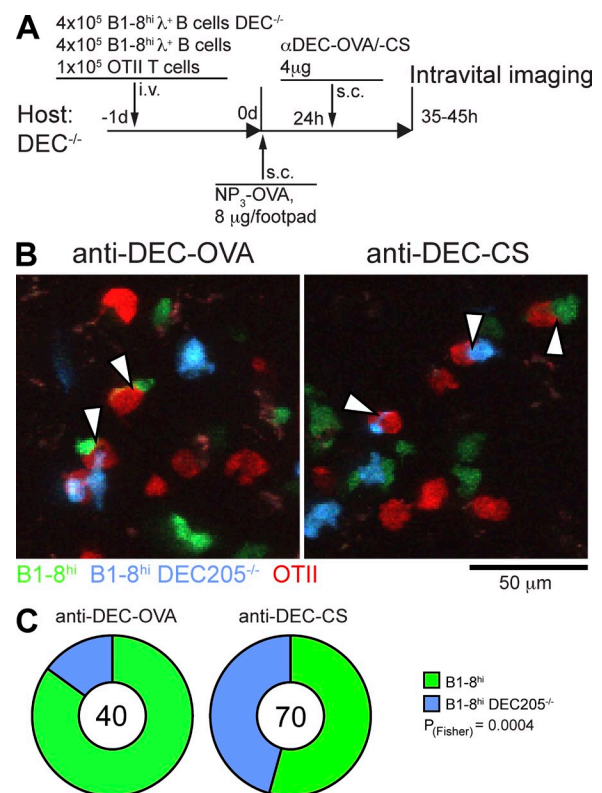 A
4x10⁵ B1-8ʰⁱ λ⁺ B cells DEC⁻/⁻
4x10⁵ B1-8ʰⁱ λ⁺ B cells
1x10⁵ OTII T cells
i.v.
αDEC-OVA/-CS
4μg
s.c.
Intravital imaging
Host:
DEC⁻/⁻
-1d
0d
24h
35-45h
s.c.
NP₃-OVA,
8 μg/footpad
B
anti-DEC-OVA
anti-DEC-CS
B1-8ʰⁱ B1-8ʰⁱ DEC205⁻/⁻ OTII
50 μm
C
anti-DEC-OVA
anti-DEC-CS
40
70
B1-8ʰⁱ
B1-8ʰⁱ DEC205⁻/⁻
P(Fisher) = 0.0004